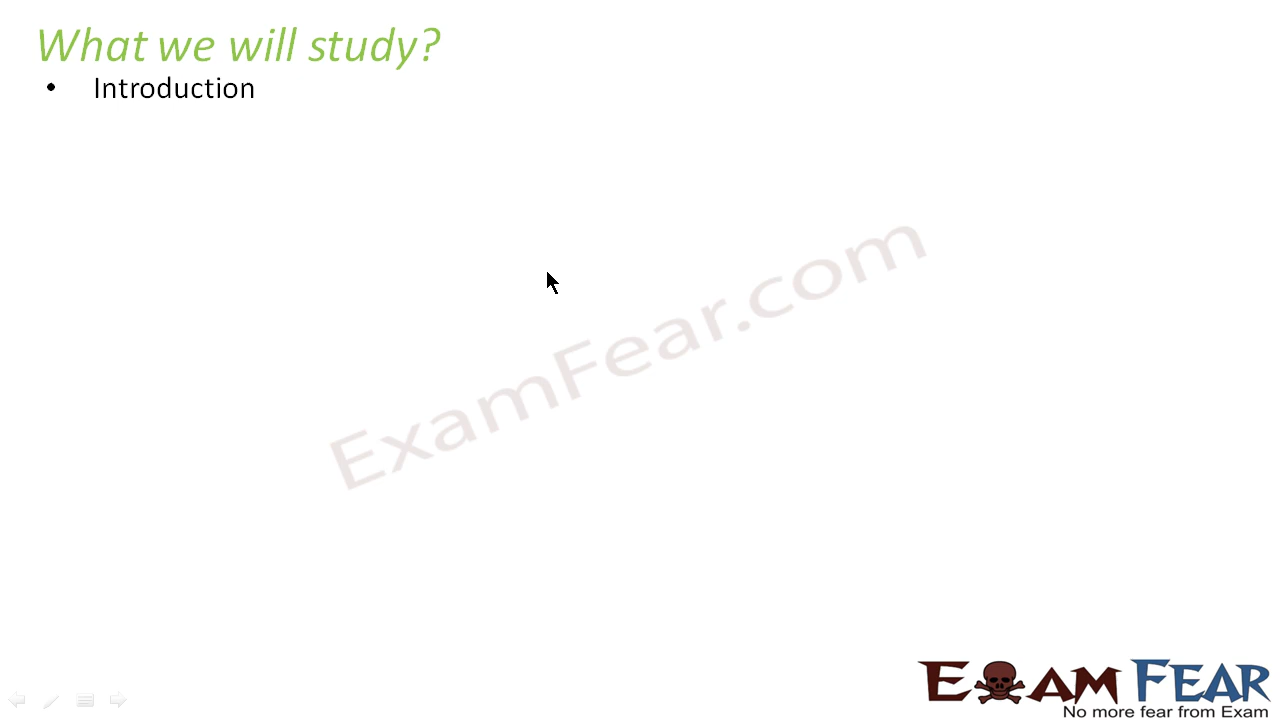 What we will study?
• Introduction
ExamFear.com
EXAM FEAR
No more fear from Exam